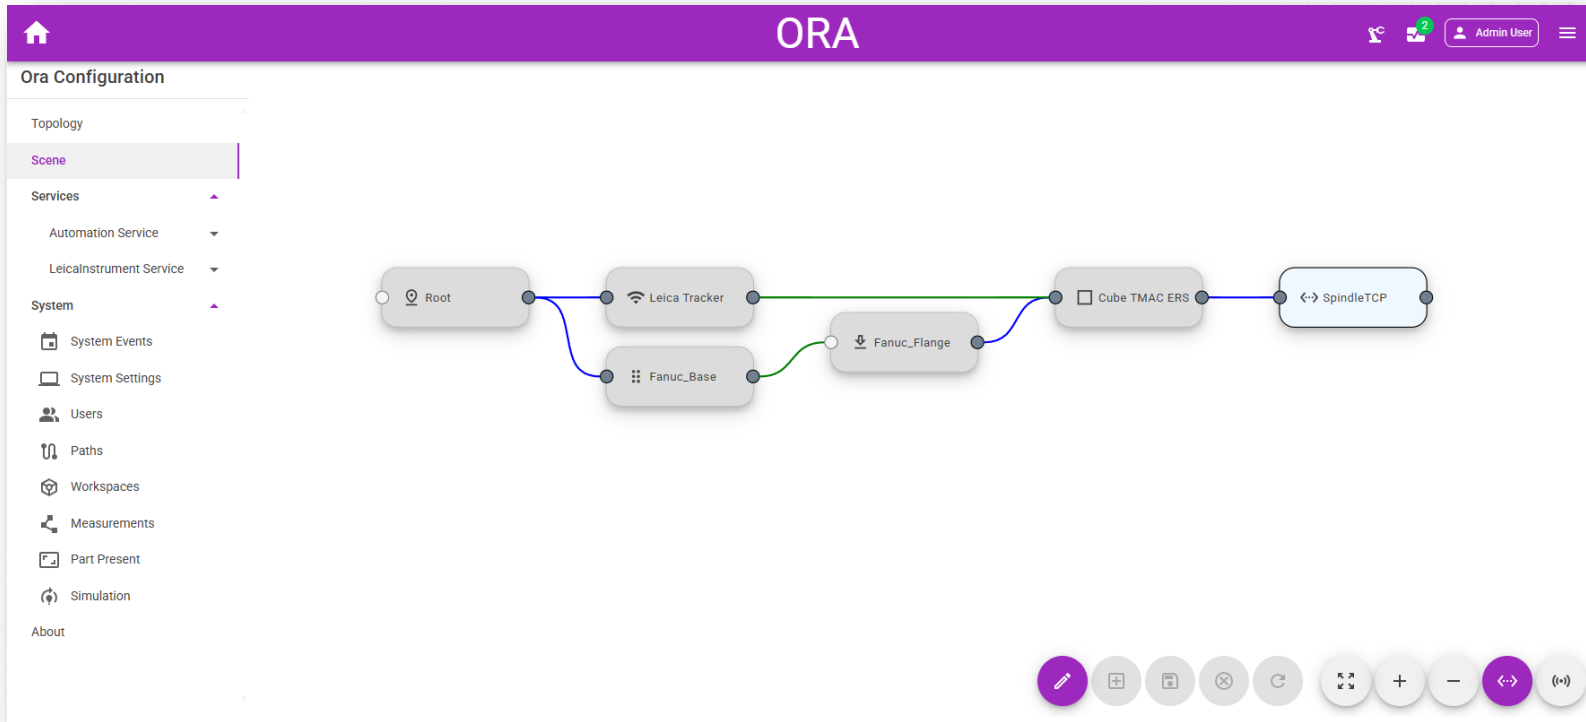 ORA
2
Admin User
Ora Configuration
Topology
Scene
Services
Automation Service
LeicaInstrument Service
System
System Events
System Settings
Users
Paths
Workspaces
Measurements
Part Present
Simulation
About
Root
Leica Tracker
Cube TMAC ERS
SpindleTCP
Fanuc_Flange
Fanuc_Base